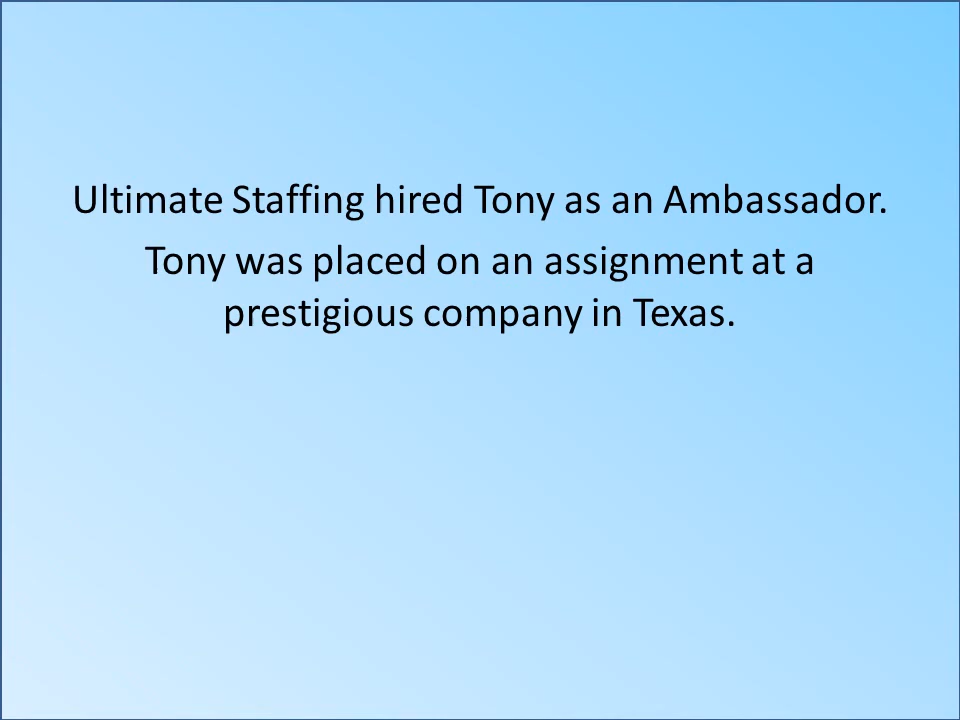 Ultimate Staffing hired Tony as an Ambassador.
Tony was placed on an assignment at a
prestigious company in Texas.